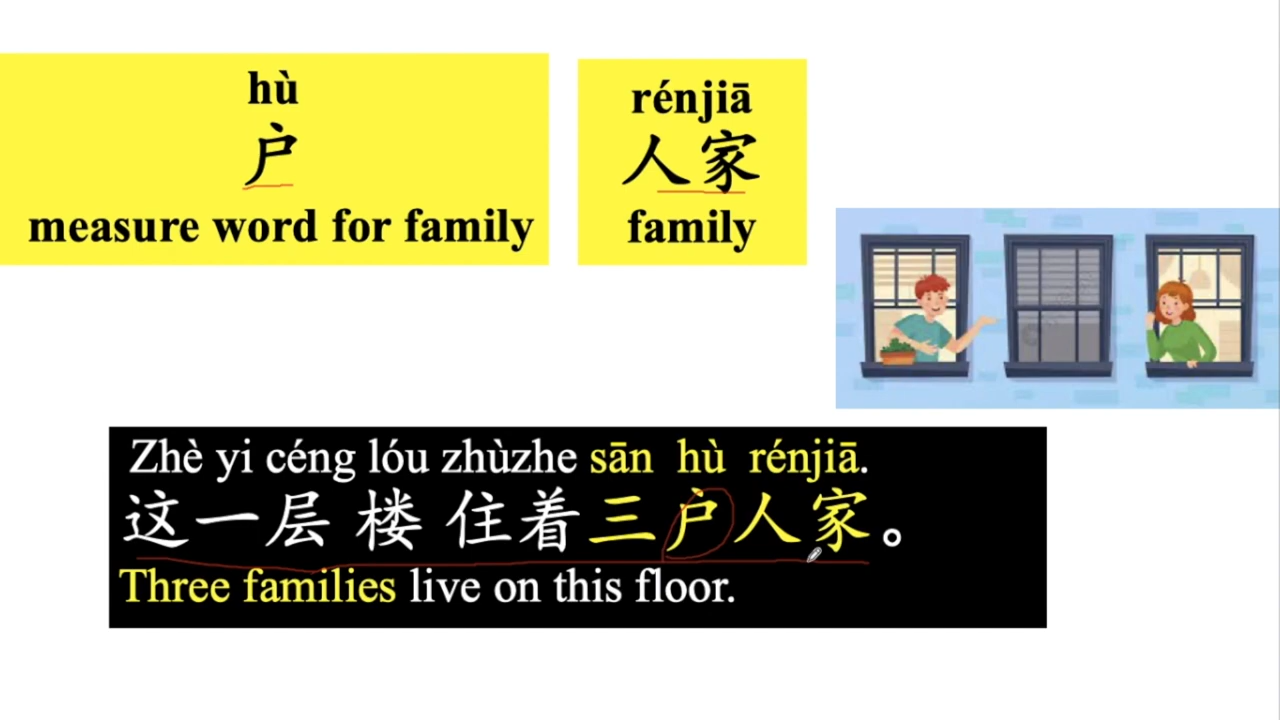 hù
户
measure word for family
rénjiā
人家
family
Zhè yi céng lóu zhùzhe sān hù rénjiā.
这一层 楼 住着三户人家。
Three families live on this floor.